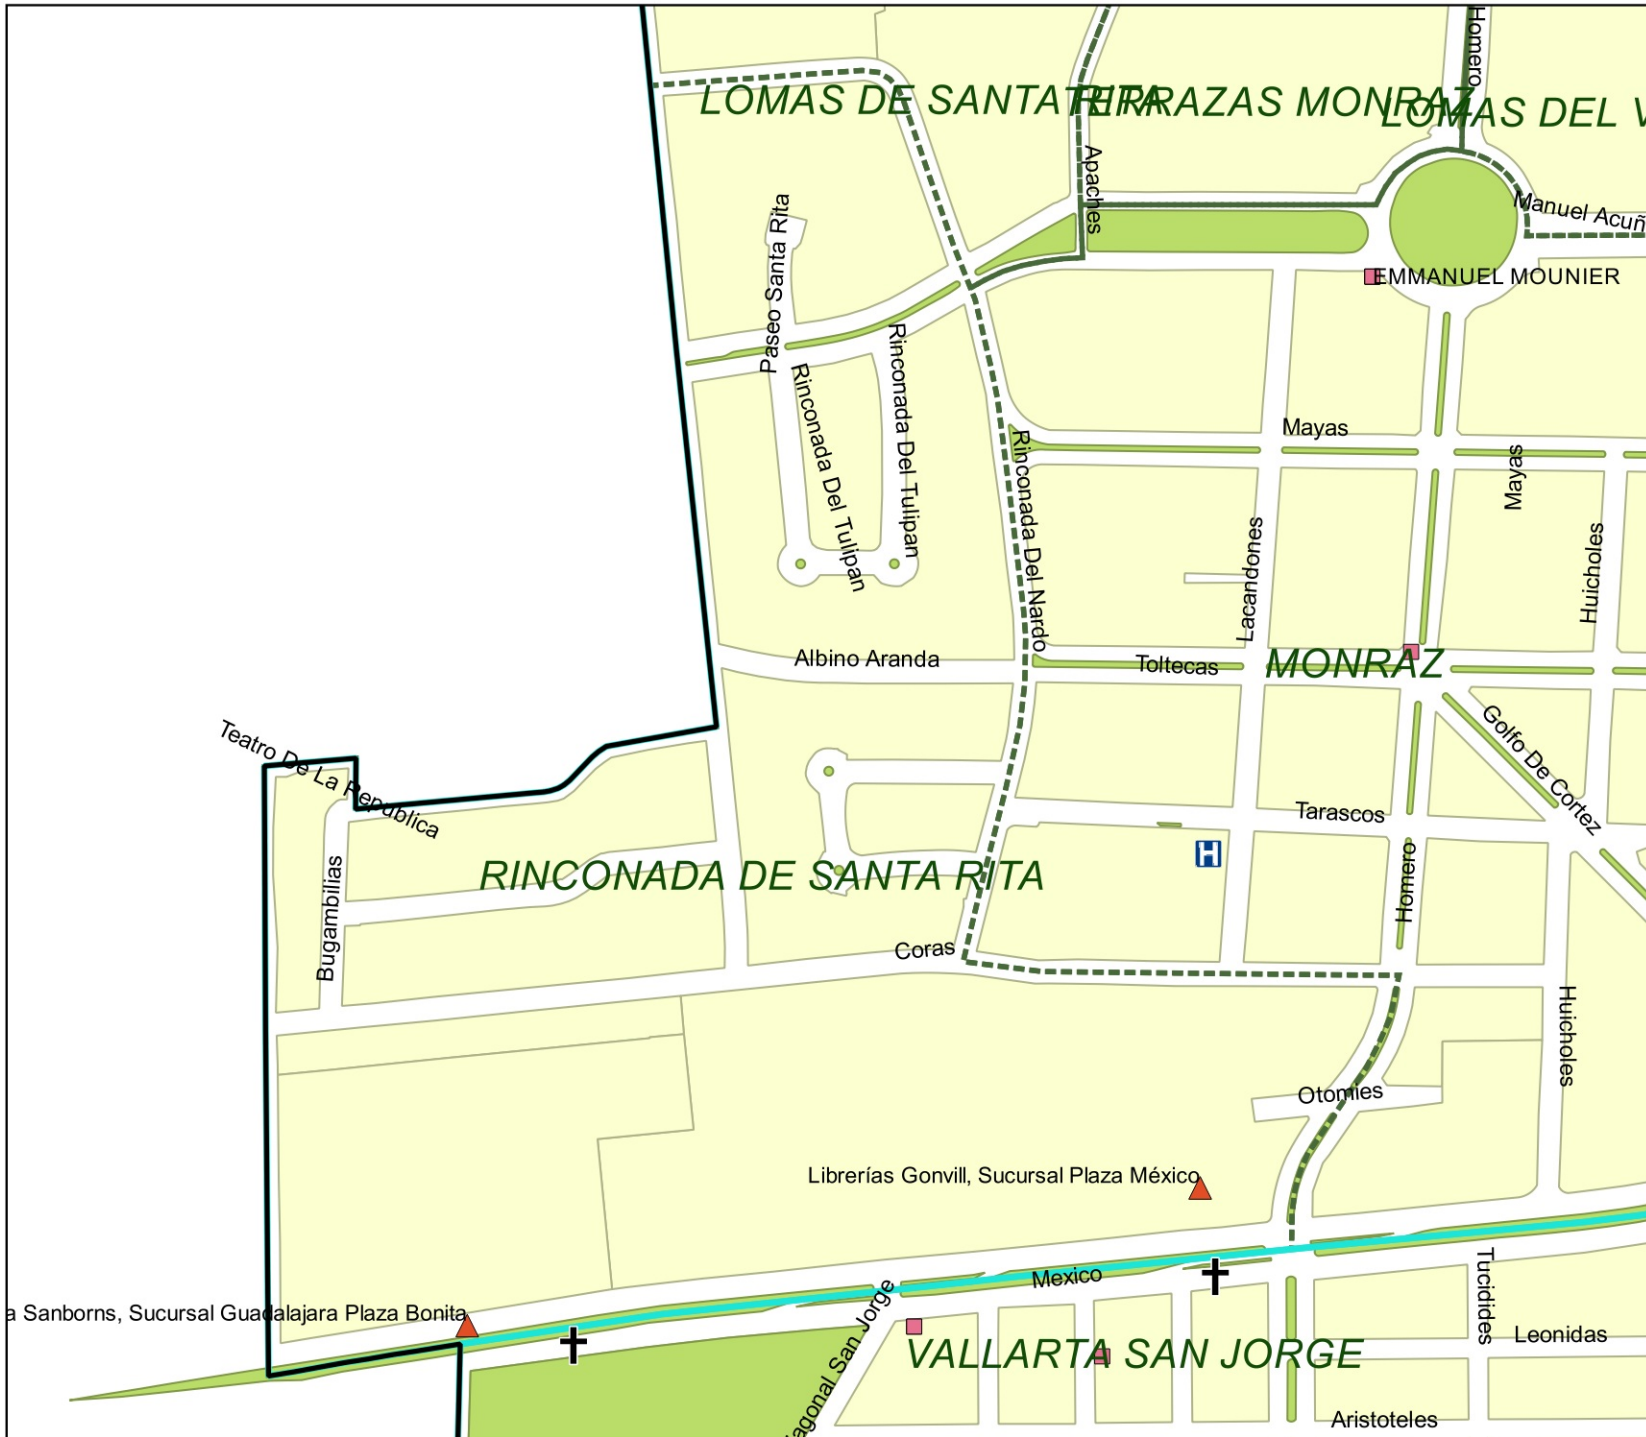 Homero
LOMAS DE SANTA RITA
TERRAZAS MONRAZ
LOMAS DEL V
Apaches
Manuel Acuñ
Paseo Santa Rita
EMMANUEL MOUNIER
Rinconada Del Tulipan
Rinconada Del Tulipan
Mayas
Rinconada Del Nardo
Mayas
Lacandones
Huicholes
Albino Aranda
Toltecas
MONRAZ
Golfo De Cortez
Teatro De La Republica
Tarascos
H
RINCONADA DE SANTA RITA
Homero
Bugambilias
Coras
Huicholes
Otomies
Librerías Gonvill, Sucursal Plaza México
Mexico
Tucidides
a Sanborns, Sucursal Guadalajara Plaza Bonita
iagonal San Jorge
VALLARTA SAN JORGE
Leonidas
Aristoteles